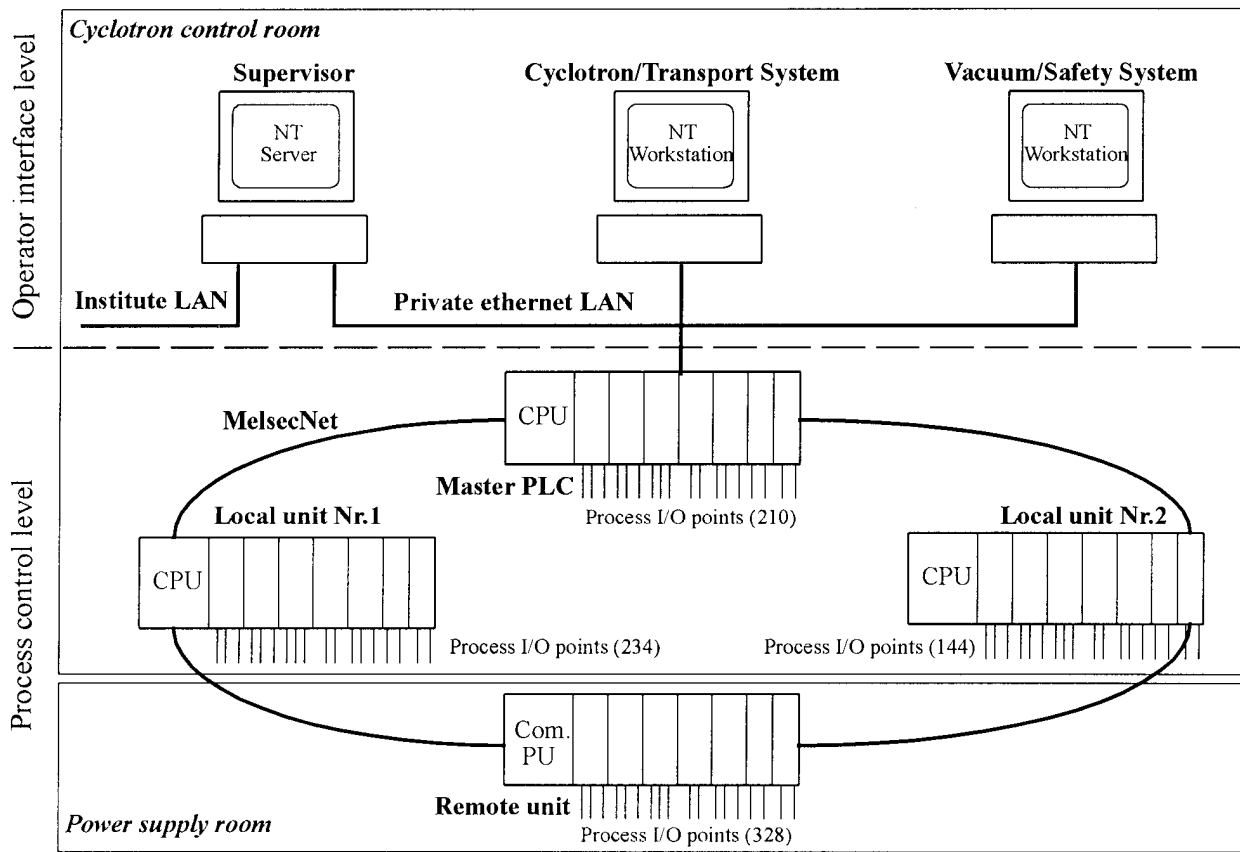 Operator interface level
Process control level
Cyclotron control room
Supervisor
Cyclotron/Transport System
Vacuum/Safety System
NT
Server
NT
Workstation
NT
Workstation
Institute LAN
Private ethernet LAN
CPU
MelsecNet
Master PLC
Process I/O points (210)
Local unit Nr.1
Local unit Nr.2
CPU
CPU
Process I/O points (234)
Process I/O points (144)
Com.
PU
Remote unit
Process I/O points (328)
Power supply room